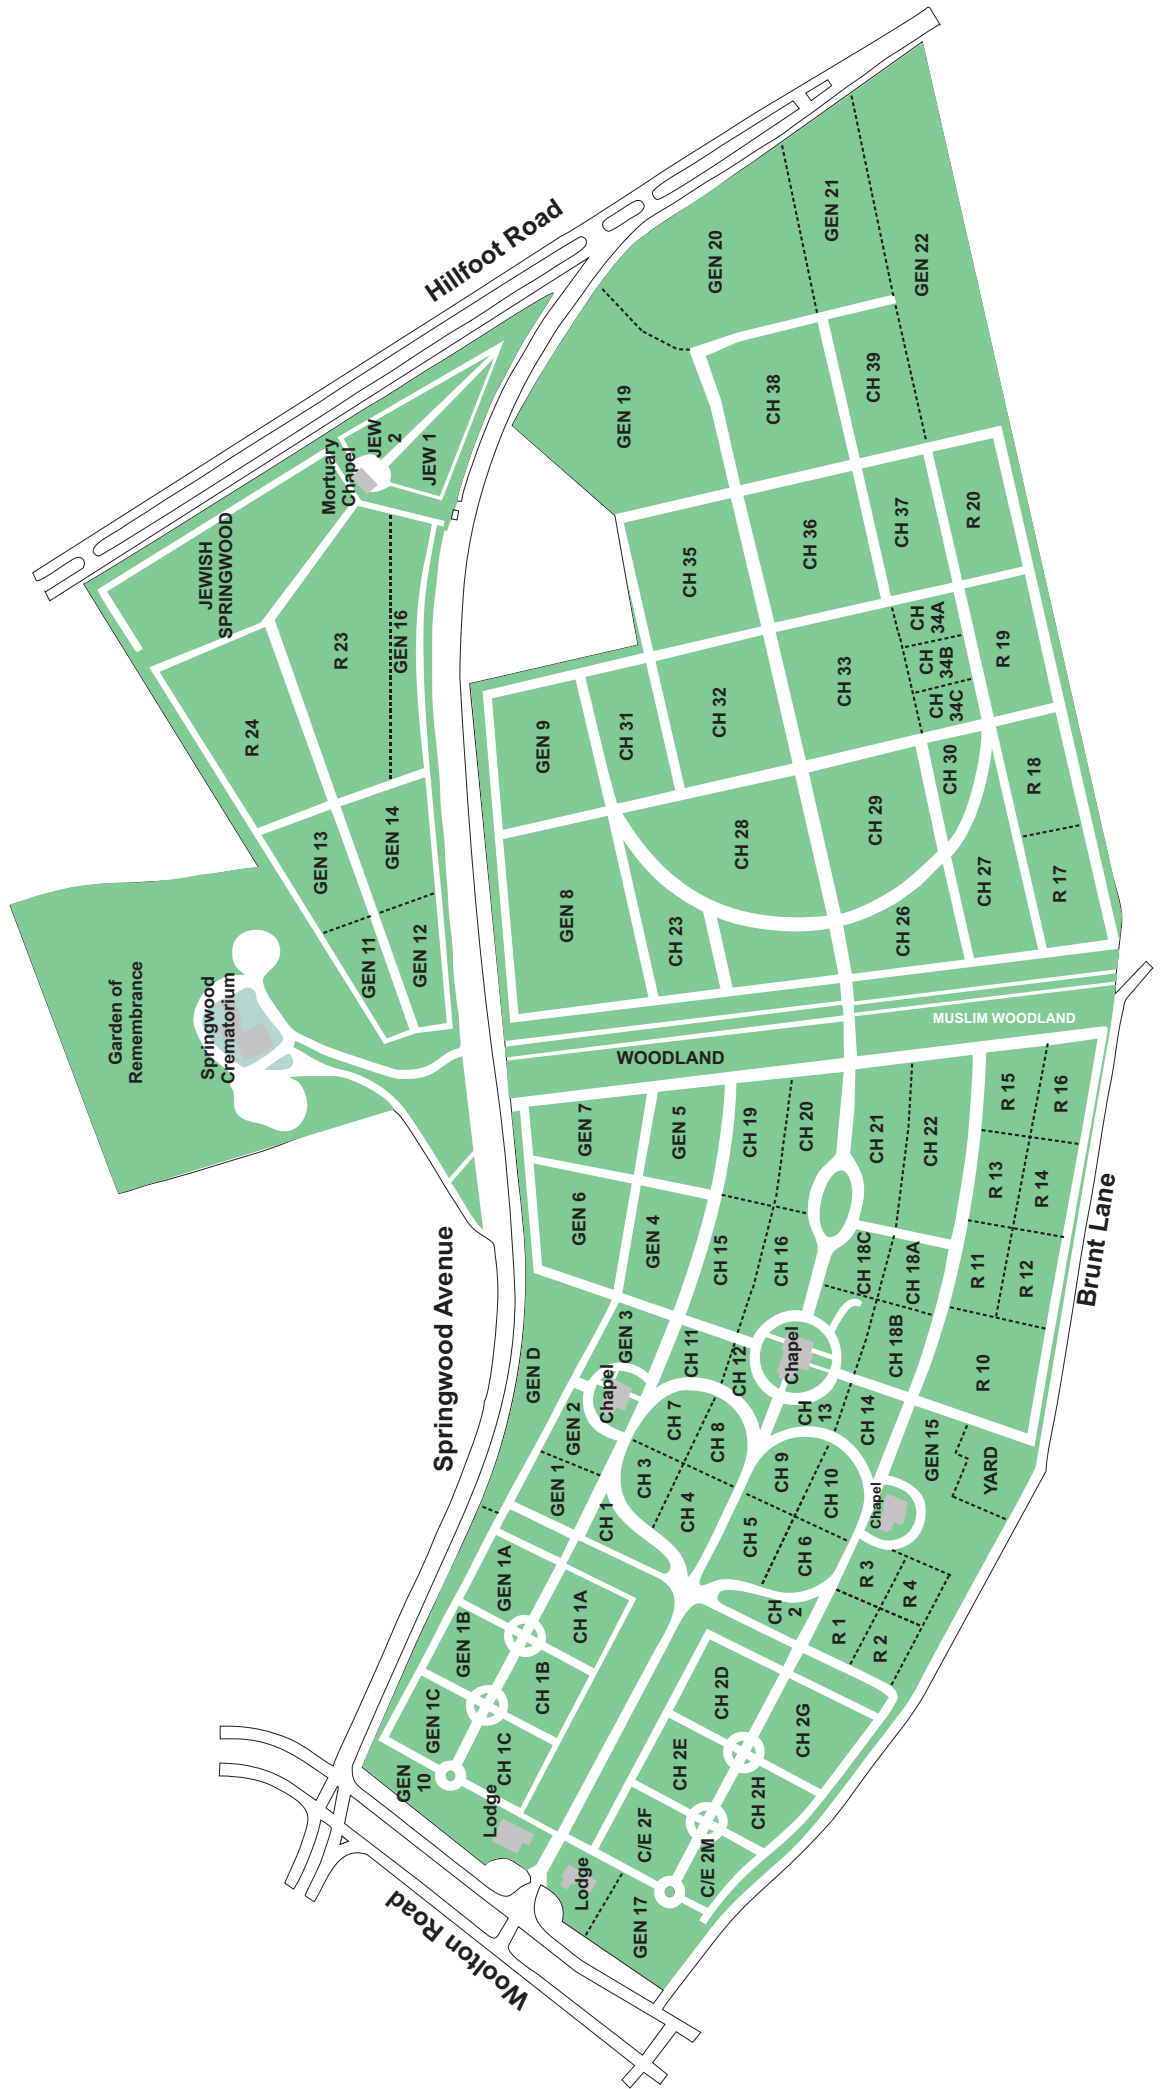 Hillfoot Road
GEN 21
GEN 20
GEN 22
CH 39
CH 38
GEN 19
Mortuary
Chapel
JEW
2
JEW 1
JEWISH
SPRINGWOOD
R 23
GEN 16
R 24
GEN 14
GEN 13
GEN 11
GEN 12
R 20
CH 37
CH 36
CH 35
CH
34A
CH
34B
CH
34C
R 19
CH 33
CH 32
CH 31
GEN 9
R 18
CH 30
CH 29
CH 28
CH 27
R 17
CH 26
CH 23
GEN 8
Garden of
Remembrance
Springwood
Crematorium
MUSLIM WOODLAND
WOODLAND
GEN 7
GEN 5
CH 19
CH 20
CH 21
CH 22
R 15
R 16
R 13
R 14
GEN 6
GEN 4
CH 15
CH 16
CH 18C
CH 18A
R 11
R 12
Brunt Lane
Springwood Avenue
GEN D
GEN 3
CH 11
CH 12
Chapel
CH 18B
R 10
Chapel
GEN 2
CH 7
CH 8
CH
13
CH 14
GEN 15
YARD
GEN 1
CH 1
CH 3
CH 4
CH 9
CH 10
Chapel
CH 5
CH 6
R 3
R 4
GEN 1A
CH 1A
CH
2
R 1
R 2
GEN 1B
CH 1B
CH 2D
CH 2G
GEN 1C
CH 1C
CH 2E
CH 2H
GEN
10
Lodge
C/E 2F
C/E 2M
Lodge
GEN 17
Woolton Road